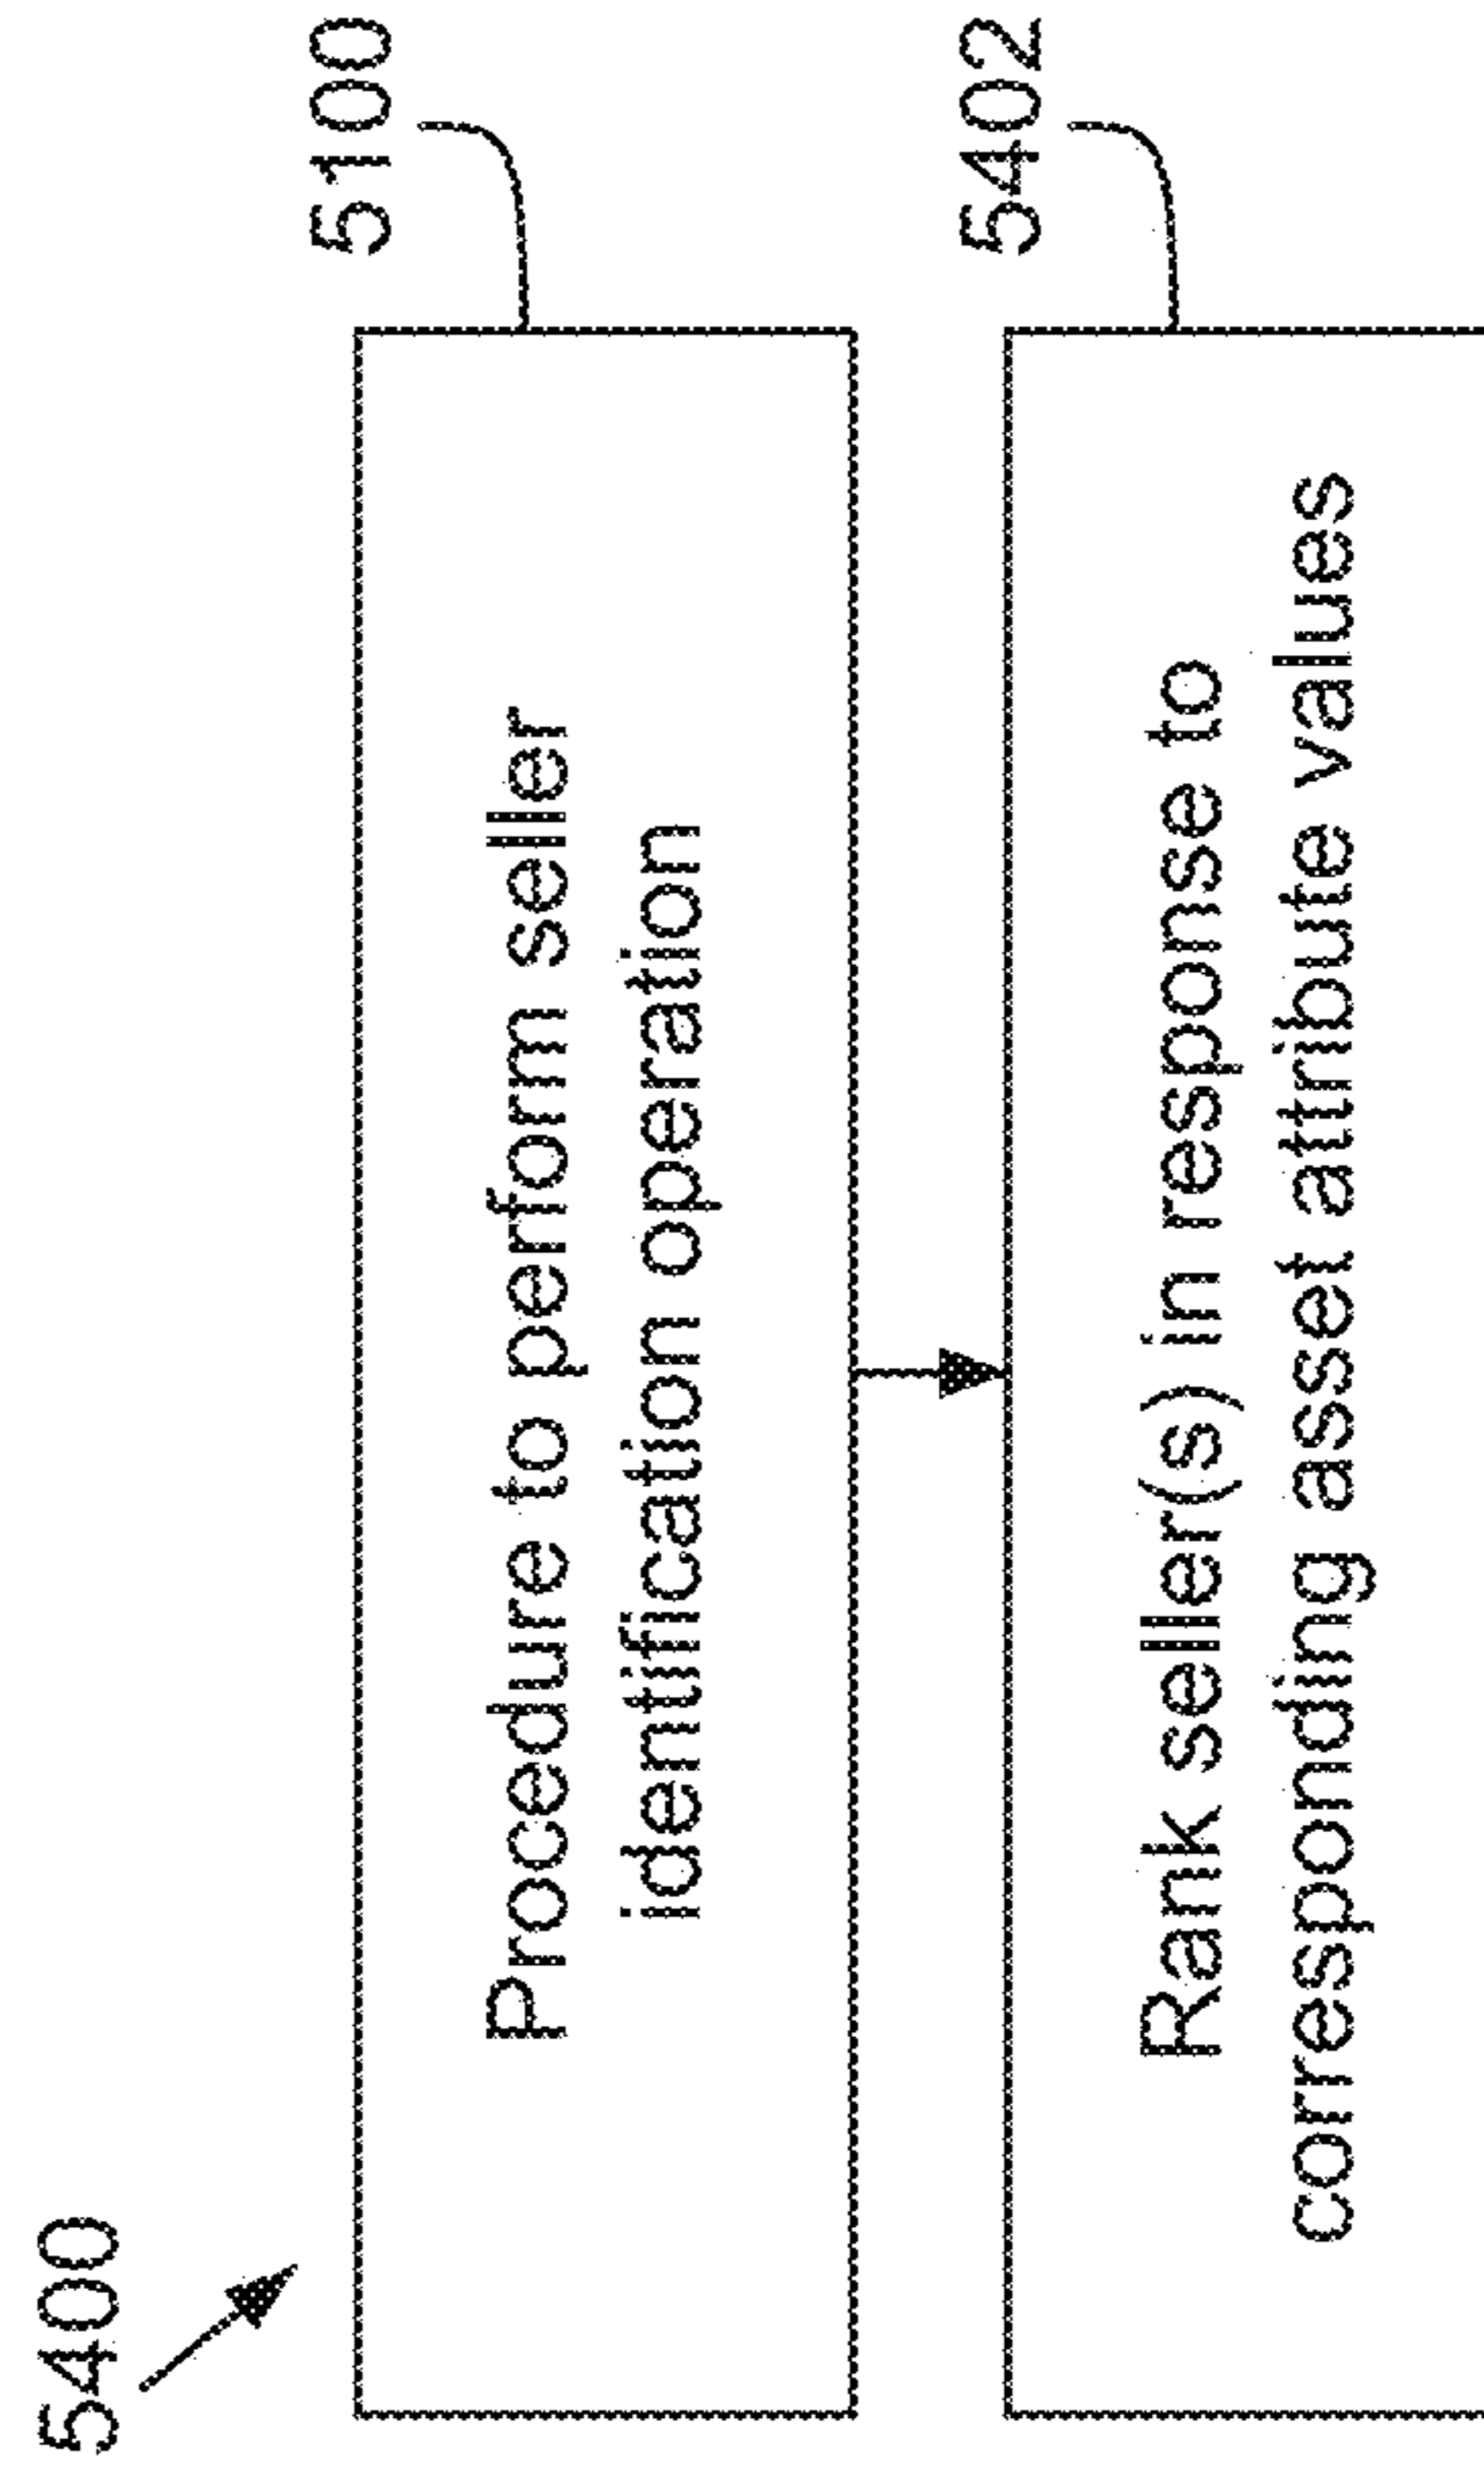 5400
5100
Procedure to perform seller
identification operation
5402
Rank seller(s) in response to
corresponding asset attribute values